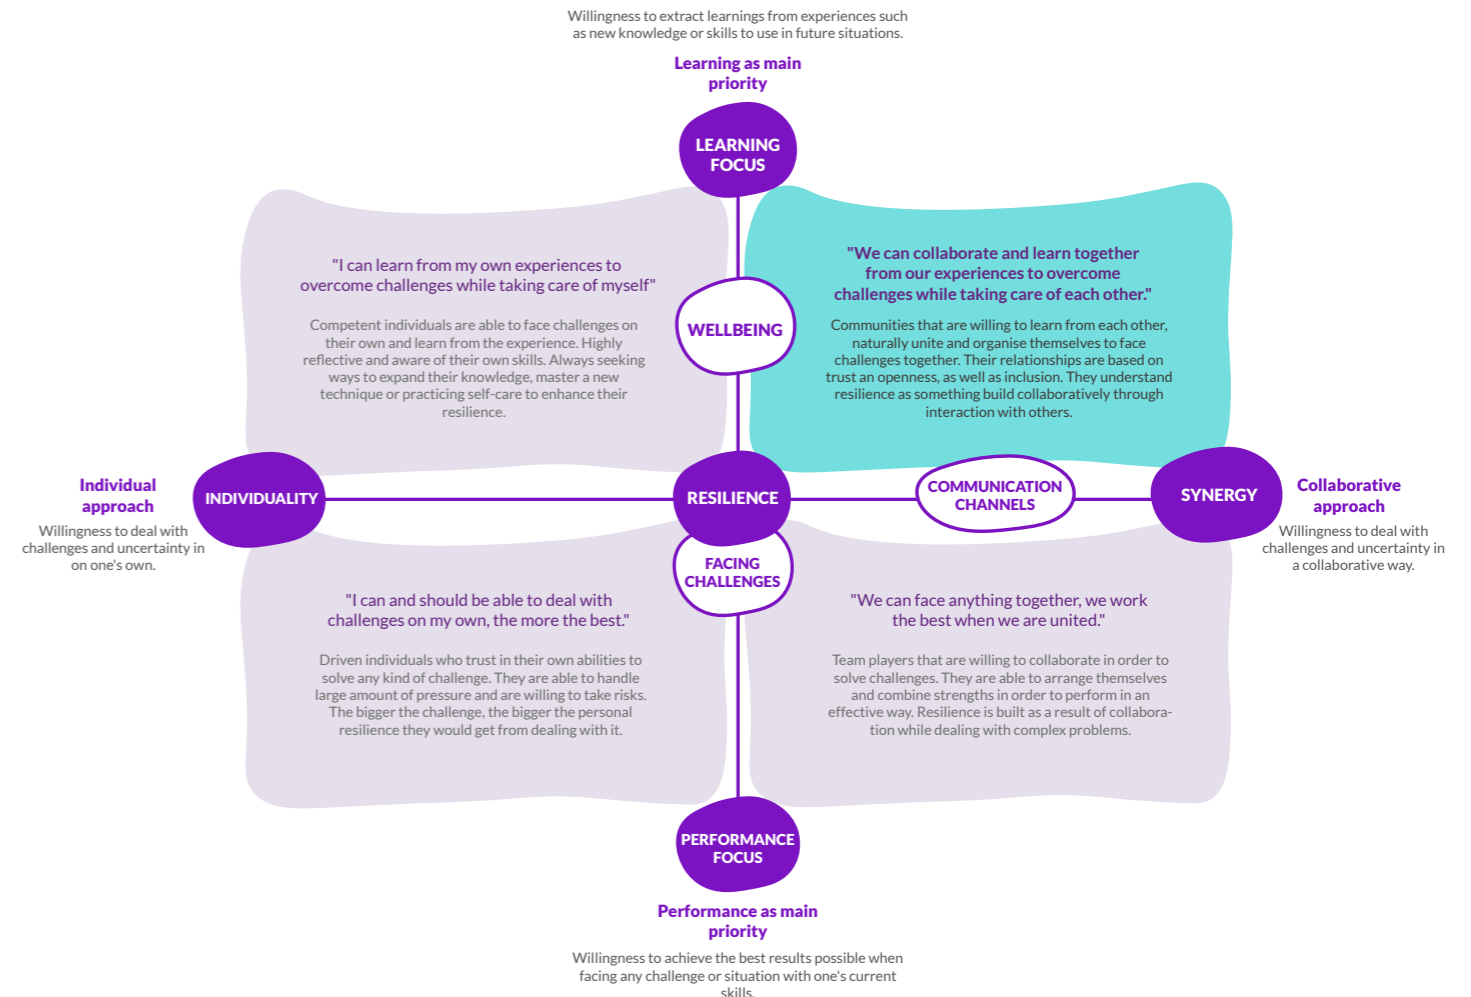 Willingness to extract learnings from experiences such
as new knowledge or skills to use in future situations.
Learning as main
priority
LEARNING
FOCUS
"I can learn from my own experiences to
overcome challenges while taking care of myself"
Competent individuals are able to face challenges on
their own and learn from the experience. Highly
reflective and aware of their own skills. Always seeking
ways to expand their knowledge, master a new
technique or practicing self-care to enhance their
resilience.
WELLBEING
"We can collaborate and learn together
from our experiences to overcome
challenges while taking care of each other."
Communities that are willing to learn from each other,
naturally unite and organise themselves to face
challenges together. Their relationships are based on
trust an openness, as well as inclusion. They understand
resilience as something build collaboratively through
interaction with others.
Individual
approach
Willingness to deal with
challenges and uncertainty in
on one's own.
INDIVIDUALITY
RESILIENCE
COMMUNICATION
CHANNELS
SYNERGY
Collaborative
approach
Willingness to deal with
challenges and uncertainty in
a collaborative way.
FACING
CHALLENGES
"I can and should be able to deal with
challenges on my own, the more the best."
Driven individuals who trust in their own abilities to
solve any kind of challenge. They are able to handle
large amount of pressure and are willing to take risks.
The bigger the challenge, the bigger the personal
resilience they would get from dealing with it.
"We can face anything together, we work
the best when we are united."
Team players that are willing to collaborate in order to
solve challenges. They are able to arrange themselves
and combine strengths in order to perform in an
effective way. Resilience is built as a result of collabora-
tion while dealing with complex problems.
PERFORMANCE
FOCUS
Performance as main
priority
Willingness to achieve the best results possible when
facing any challenge or situation with one's current
skills.